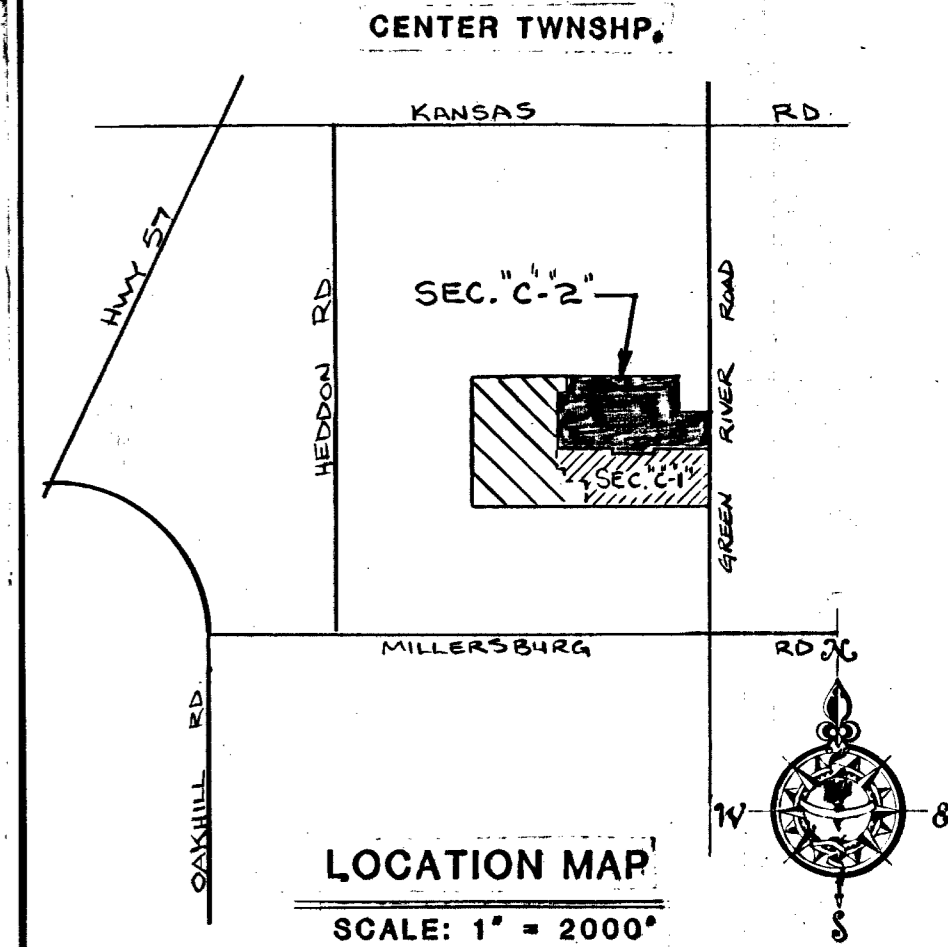 CENTER TWNSHP.
KANSAS RD.
HWY 57
HEDDON RD.
SEC. "C"-"2"
GREEN RIVER ROAD
SEC. "C-1"
MILLERSBURG RD
OAKHILL RD.
N
W
E
S
LOCATION MAP
SCALE: 1" = 2000'